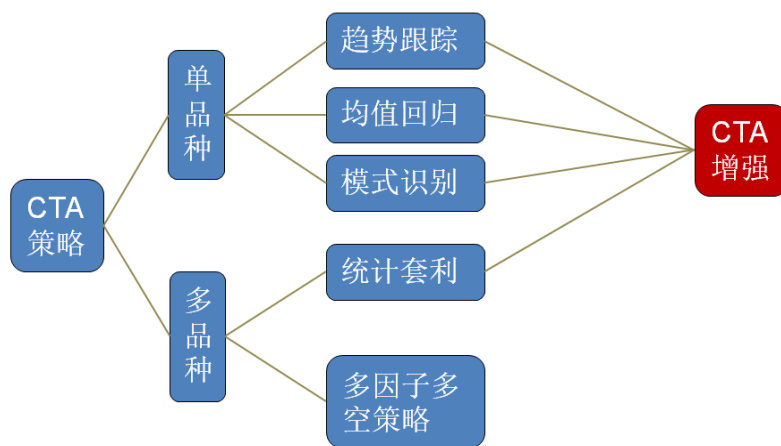 CTA
策略
单
品
种
多
品
种
趋势跟踪
均值回归
模式识别
统计套利
多因子多
空策略
CTA
增强